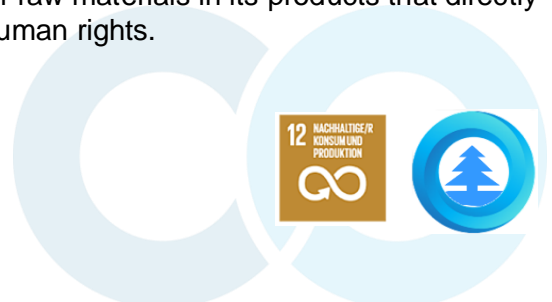 r raw materials in its products that directly
uman rights.
12 NACHHALTIGE/R
KONSUM UND
PRODUKTION